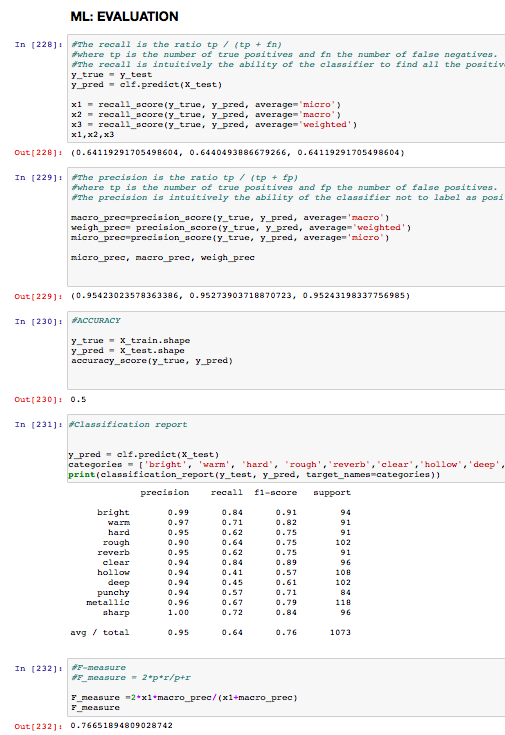 ML: EVALUATION
In [228]: #The recall is the ratio tp / (tp + fn)
#where tp is the number of true positives and fn the number of false negatives.
#The recall is intuitively the ability of the classifier to find all the positiv
y_true = y_test
y_pred = clf.predict(X_test)
x1 = recall_score(y_true, y_pred, average='micro')
x2 = recall_score(y_true, y_pred, average='macro')
x3 = recall_score(y_true, y_pred, average='weighted')
x1,x2,x3
Out[228]: (0.64119291705498604, 0.6440493886679266, 0.64119291705498604)
In [229]: #The precision is the ratio tp / (tp + fp)
#where tp is the number of true positives and fp the number of false positives.
#The precision is intuitively the ability of the classifier not to label as posi
macro_prec=precision_score(y_true, y_pred, average='macro')
weigh_prec= precision_score(y_true, y_pred, average='weighted')
micro_prec=precision_score(y_true, y_pred, average='micro')
micro_prec, macro_prec, weigh_prec
Out[229]: (0.95423023578363386, 0.95273903718870723, 0.95243198337756985)
In [230]: #ACCURACY
y_true = X_train.shape
y_pred = X_test.shape
accuracy_score(y_true, y_pred)
Out[230]: 0.5
In [231]: #Classification report
y_pred = clf.predict(X_test)
categories = ['bright', 'warm', 'hard', 'rough','reverb','clear','hollow','deep',
print(classification_report(y_test, y_pred, target_names=categories))
precision recall f1-score support
bright 0.99 0.84 0.91 94
warm 0.97 0.71 0.82 91
hard 0.95 0.62 0.75 91
rough 0.90 0.64 0.75 102
reverb 0.95 0.62 0.75 91
clear 0.94 0.84 0.89 96
hollow 0.94 0.41 0.57 108
deep 0.94 0.45 0.61 102
punchy 0.94 0.57 0.71 84
metallic 0.96 0.67 0.79 118
sharp 1.00 0.72 0.84 96
avg / total 0.95 0.64 0.76 1073
In [232]: #F-measure
#F_measure = 2*p*r/p+r
F_measure =2*x1*macro_prec/(x1+macro_prec)
F_measure
Out[232]: 0.76651894809028742